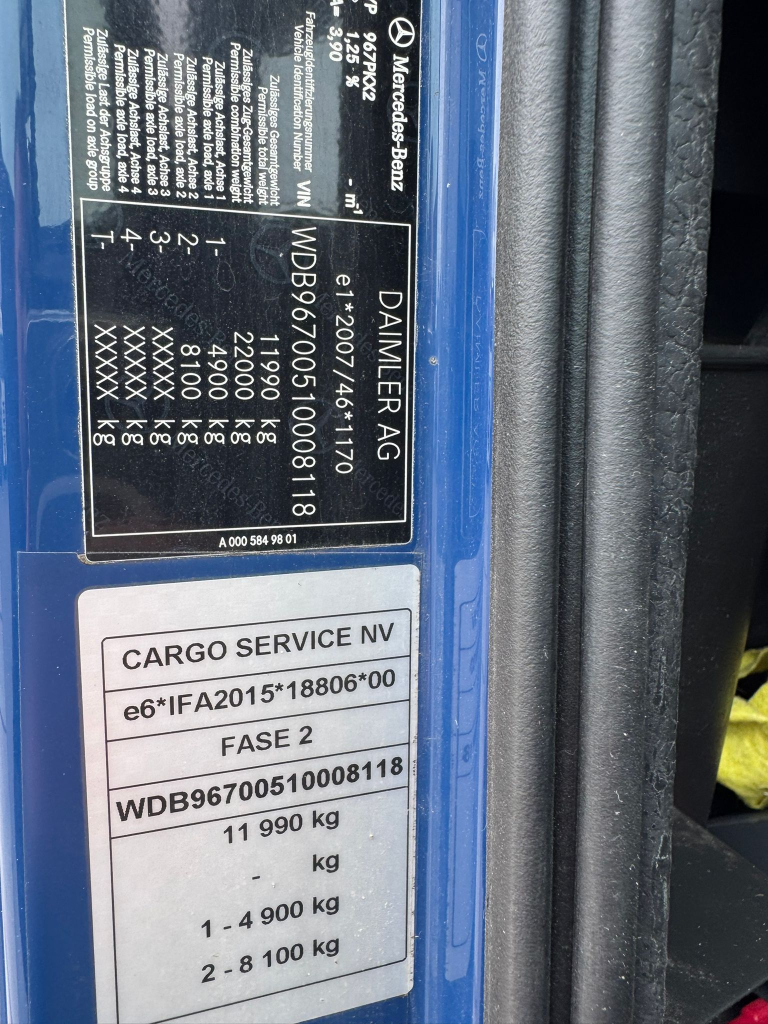 Mercedes-Benz
967PKX2
1,25 - % - m⁻¹
3,90
DAIMLER AG
e1*2007/46*1170
Fahrzeugidentifizierungsnummer
Vehicle Identification Number VIN WDB96700510008118
Zulässiges Gesamtgewicht
Permissible total weight 11990 kg
Zulässiges Zug-Gesamtgewicht
Permissible combination weight 22000 kg
Zulässige Achslast, Achse 1
Permissible axle load, axle 1 1- 4900 kg
Zulässige Achslast, Achse 2
Permissible axle load, axle 2 2- 8100 kg
Zulässige Achslast, Achse 3
Permissible axle load, axle 3 3- XXXXX kg
Zulässige Achslast, Achse 4
Permissible axle load, axle 4 4- XXXXX kg
Zulässige Last der Achsgruppe
Permissible load on axle group T- XXXXX kg
A 000 584 98 01
CARGO SERVICE NV
e6*IFA2015*18806*00
FASE 2
WDB96700510008118
11 990 kg
- kg
1 - 4 900 kg
2 - 8 100 kg